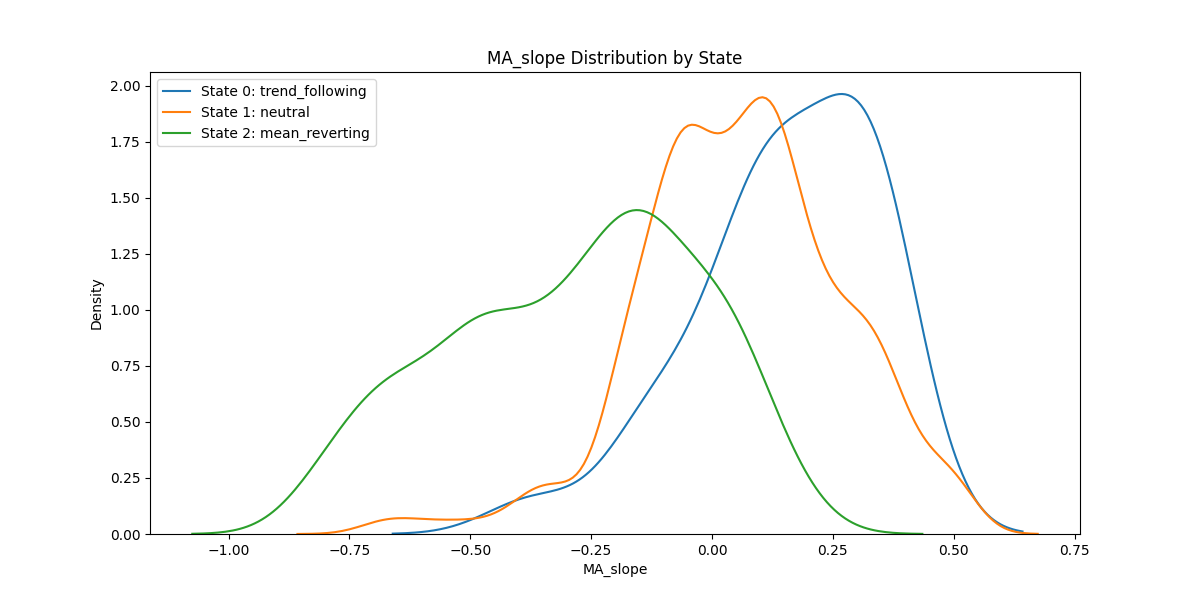 MA_slope Distribution by State
State 0: trend_following
State 1: neutral
State 2: mean_reverting
Density
2.00
1.75
1.50
1.25
1.00
0.75
0.50
0.25
0.00
−1.00 −0.75 −0.50 −0.25 0.00 0.25 0.50 0.75
MA_slope